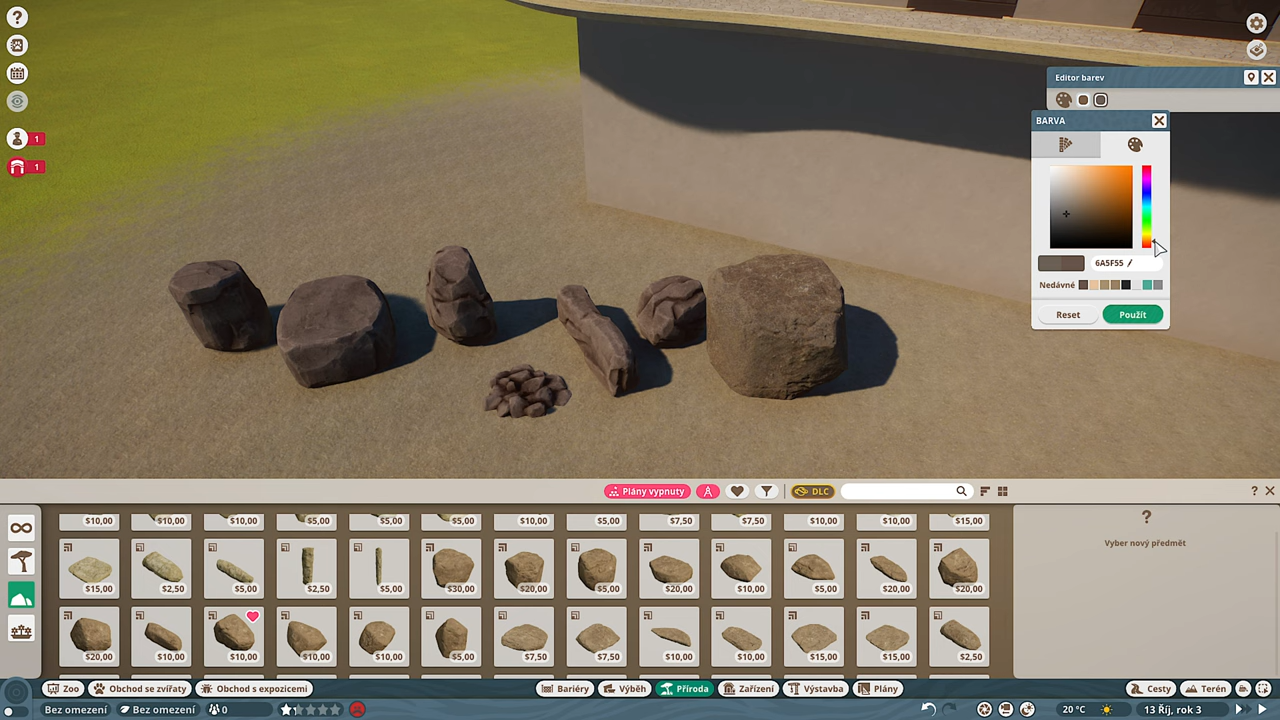 1
1
Editor barev
BARVA
6A5F55 /
Nedávné
Reset
Použít
Plány vypnuty
DLC
?
Vyber nový předmět
$10,00 $10,00 $10,00 $5,00 $5,00 $5,00 $10,00 $5,00 $7,50 $7,50 $10,00 $10,00 $15,00
$15,00 $2,50 $5,00 $2,50 $5,00 $30,00 $20,00 $5,00 $20,00 $10,00 $5,00 $20,00 $20,00
$20,00 $10,00 $10,00 $10,00 $10,00 $5,00 $7,50 $7,50 $10,00 $10,00 $15,00 $15,00 $2,50
Zoo Obchod se zvířaty Obchod s expozicemi Bariéry Výběh Příroda Zařízení Výstavba Plány Cesty Terén
Bez omezení Bez omezení 0 20 °C 13 Říj, rok 3